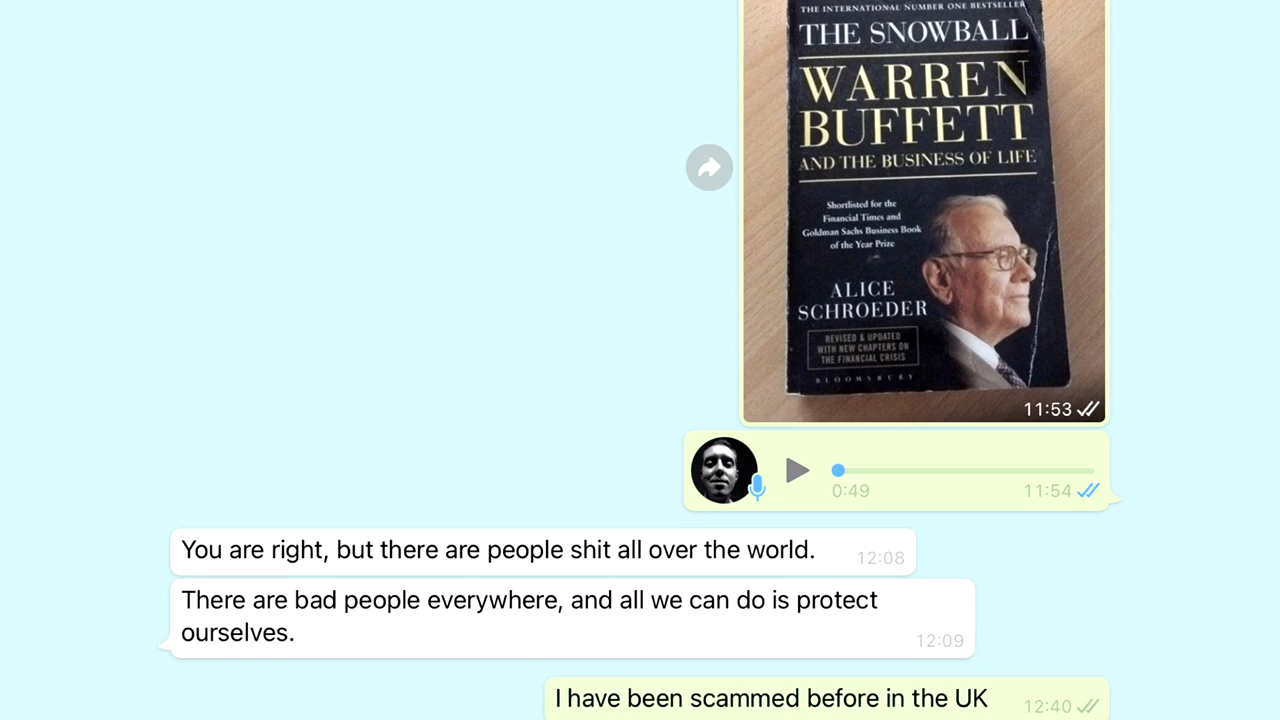 THE INTERNATIONAL NUMBER ONE BESTSELLER
THE SNOWBALL
WARREN
BUFFETT
AND THE BUSINESS OF LIFE
Shortlisted for the
Financial Times and
Goldman Sachs Business Book
of the Year Prize
ALICE
SCHROEDER
REVISED & UPDATED
WITH NEW CHAPTERS ON
THE FINANCIAL CRISIS
BLOOMSBURY
11:53
0:49
11:54
You are right, but there are people shit all over the world.
12:08
There are bad people everywhere, and all we can do is protect
ourselves.
12:09
I have been scammed before in the UK
12:40